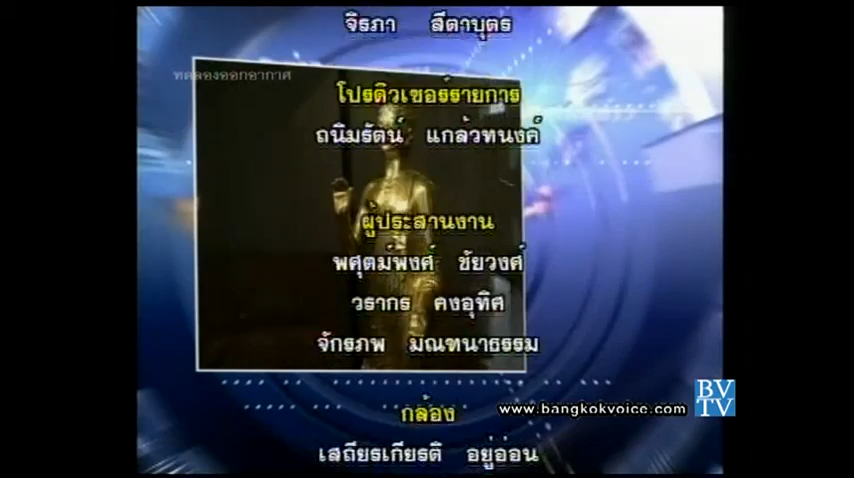 จิรภา สีตาบุตร
ทดลองออกอากาศ
โปรดิวเซอร์รายการ
ถนิมรัตน์ แกล้วทนงค์
ผู้ประสานงาน
พศุตม์พงศ์ ชัยวงศ์
วรากร คงอุทิศ
จักรภพ มณฑนาธรรม
กล้อง
www.bangkokvoice.com
BV
TV
เสถียรเกียรติ อยู่อ่อน